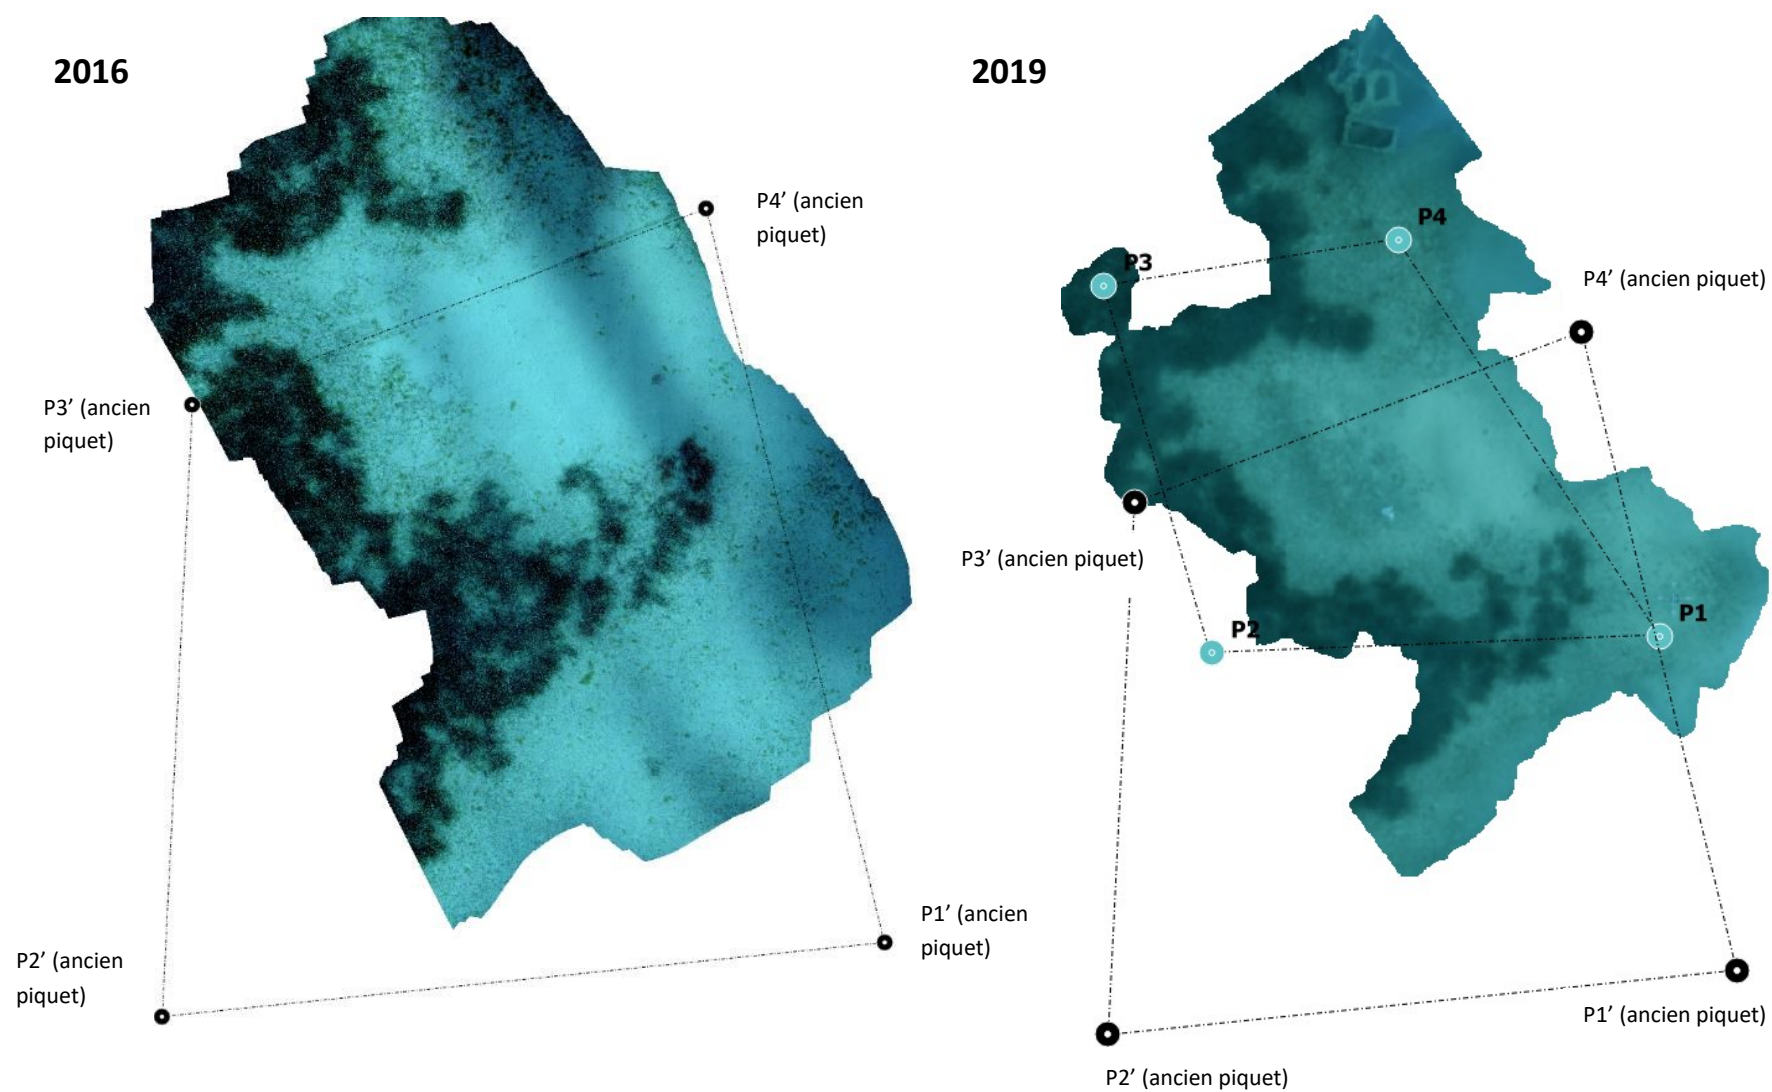 2016
P4’ (ancien
piquet)
P3’ (ancien
piquet)
P1’ (ancien
piquet)
P2’ (ancien
piquet)
2019
P4
P3
P4’ (ancien piquet)
P3’ (ancien piquet)
P1
P2
P1’ (ancien piquet)
P2’ (ancien piquet)